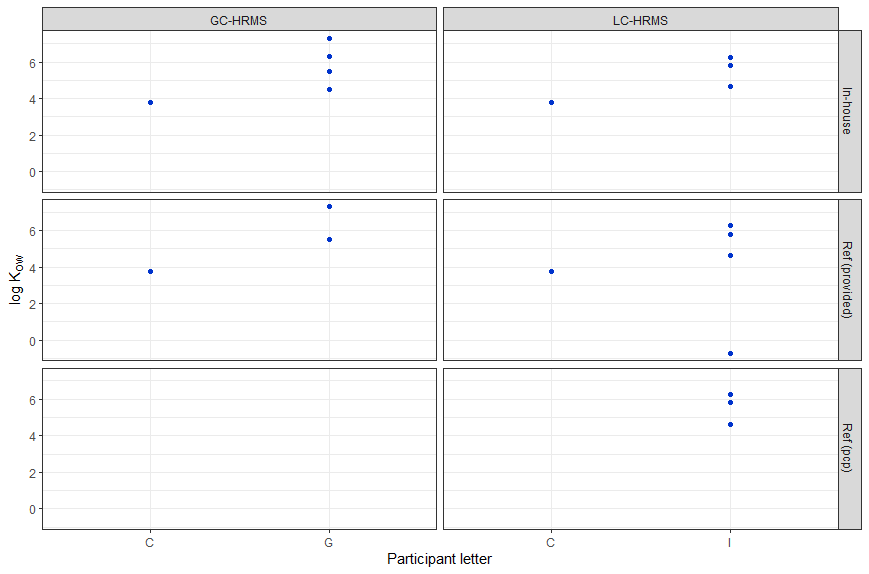 GC-HRMS LC-HRMS
6
4
2
0
In-house
6
4
2
0
Ref (provided)
6
4
2
0
Ref (pcp)
log KOW
C G C I
Participant letter